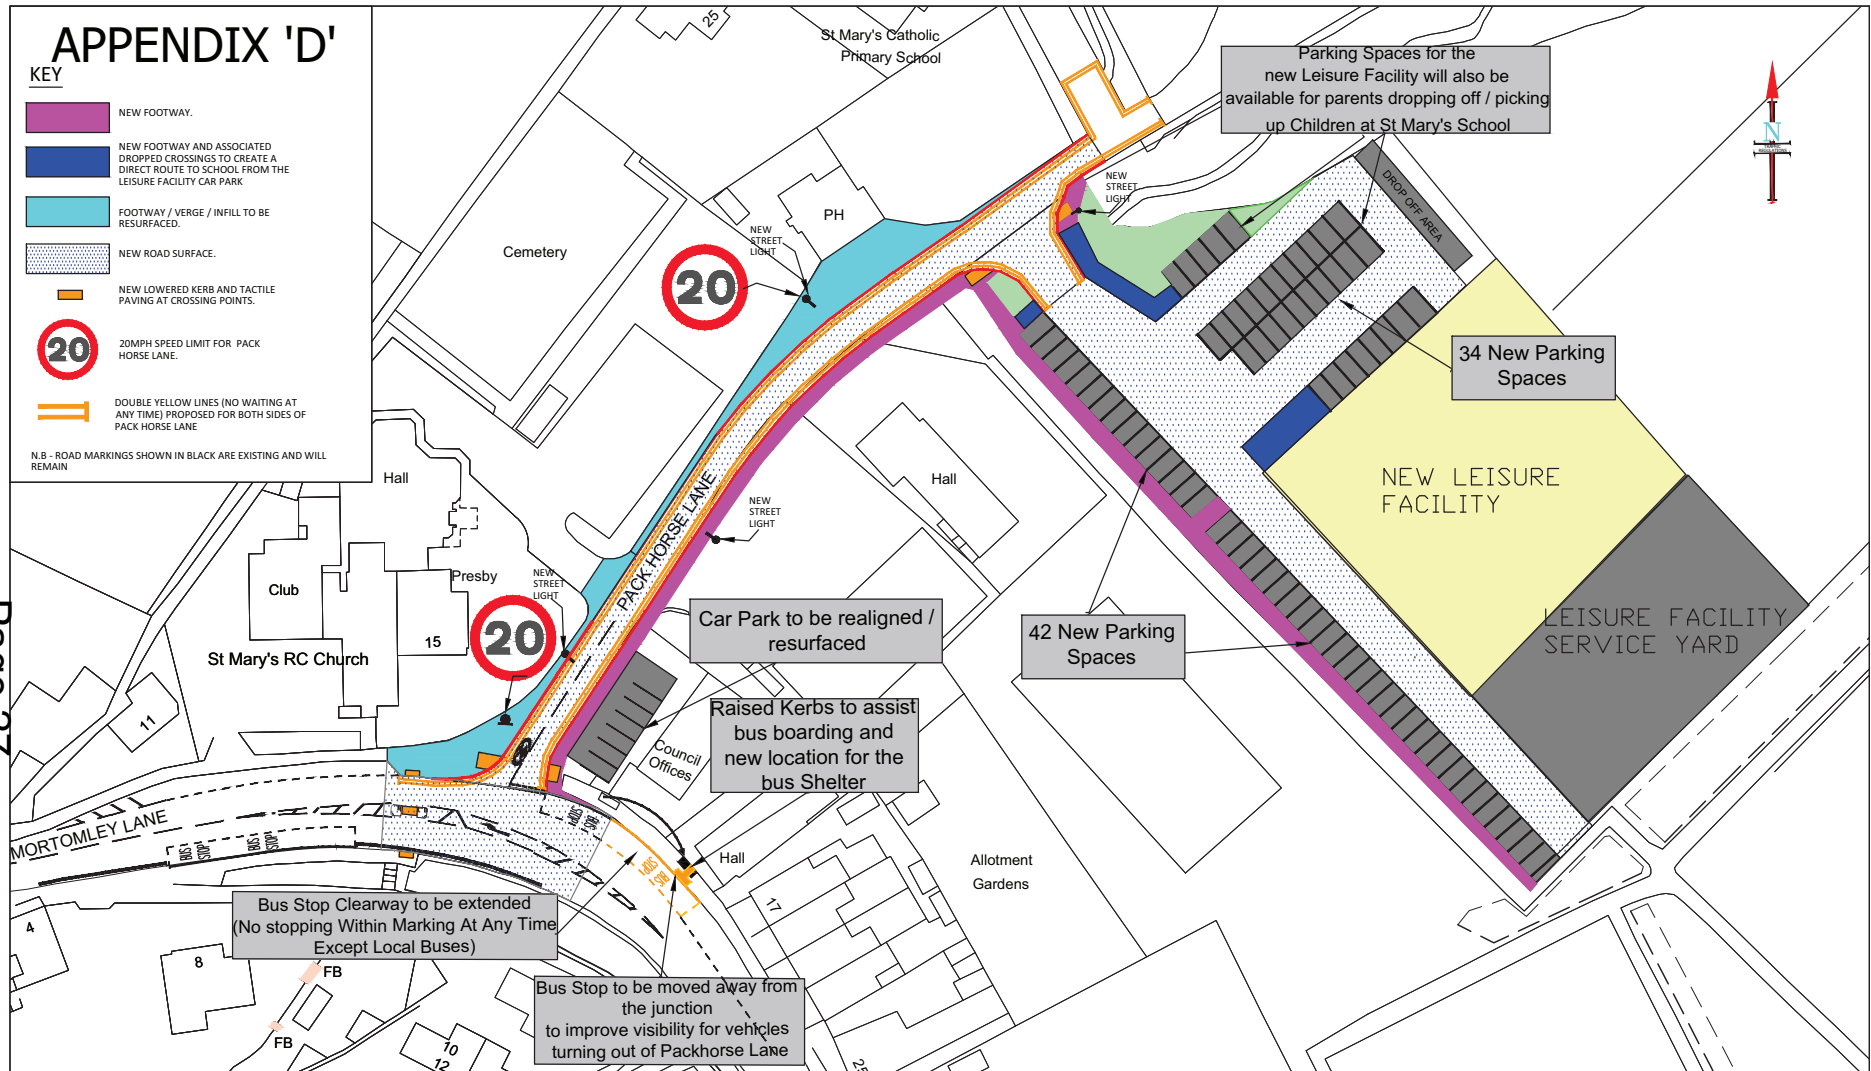 APPENDIX 'D'
KEY
NEW FOOTWAY.
NEW FOOTWAY AND ASSOCIATED
DROPPED CROSSINGS TO CREATE A
DIRECT ROUTE TO SCHOOL FROM THE
LEISURE FACILITY CAR PARK
FOOTWAY / VERGE / INFILL TO BE
RESURFACED.
NEW ROAD SURFACE.
NEW LOWERED KERB AND TACTILE
PAVING AT CROSSING POINTS.
20
20MPH SPEED LIMIT FOR PACK
HORSE LANE.
DOUBLE YELLOW LINES (NO WAITING AT
ANY TIME) PROPOSED FOR BOTH SIDES OF
PACK HORSE LANE
N.B - ROAD MARKINGS SHOWN IN BLACK ARE EXISTING AND WILL
REMAIN
25
St Mary's Catholic
Primary School
Parking Spaces for the
new Leisure Facility will also be
available for parents dropping off / picking
up Children at St Mary's School
N
DROP OFF AREA
NEW
STREET
LIGHT
PH
NEW
STREET
LIGHT
Cemetery
20
34 New Parking
Spaces
Hall
Hall
NEW LEISURE
FACILITY
PACK HORSE LANE
NEW
STREET
LIGHT
Club
Presby
NEW
STREET
LIGHT
15
20
St Mary's RC Church
Car Park to be realigned /
resurfaced
42 New Parking
Spaces
LEISURE FACILITY
SERVICE YARD
11
Raised Kerbs to assist
bus boarding and
new location for the
bus Shelter
Council
Offices
MORTOMLEY LANE
BUS
STOP
BUS
STOP
BUS
STOP
BUS
STOP
Hall
Allotment
Gardens
17
Bus Stop Clearway to be extended
(No stopping Within Marking At Any Time
Except Local Buses)
4
8
FB
FB
10
12
Bus Stop to be moved away from
the junction
to improve visibility for vehicles
turning out of Packhorse Lane